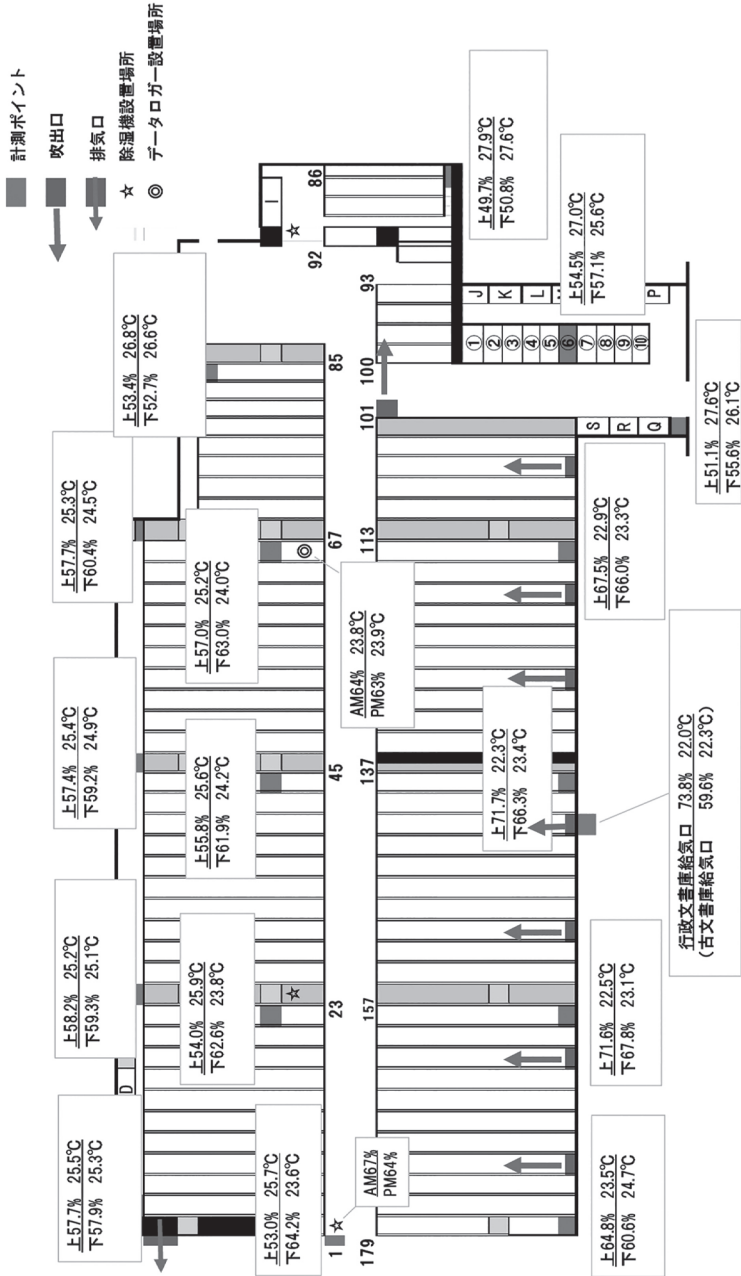 計測ポイント
吹出口
排気口
☆ 除湿機設置場所
◎ データロガー設置場所
上57.7% 25.5℃
下57.9% 25.3℃
上58.2% 25.2℃
下59.3% 25.1℃
上57.4% 25.4℃
下59.2% 24.9℃
上57.7% 25.3℃
下60.4% 24.5℃
上53.4% 26.8℃
下52.7% 26.6℃
D
I
上53.0% 25.7℃
下64.2% 23.6℃
上54.0% 25.9℃
下62.6% 23.8℃
上55.8% 25.6℃
下61.9% 24.2℃
上57.0% 25.2℃
下63.0% 24.0℃
☆
◎
☆
1
23
45
67
85
92
86
☆
AM67%
PM64%
AM64% 23.8℃
PM63% 23.9℃
179
157
137
113
101
100
93
上49.7% 27.9℃
下50.8% 27.6℃
上54.5% 27.0℃
下57.1% 25.6℃
J
K
L
P
①
②
③
④
⑤
⑥
⑦
⑧
⑨
⑩
S
R
Q
上71.7% 22.3℃
下66.3% 23.4℃
上64.8% 23.5℃
下60.6% 24.7℃
上71.6% 22.5℃
下67.8% 23.1℃
行政文書庫給気口 73.8% 22.0℃
(古文書庫給気口 59.6% 22.3℃)
上67.5% 22.9℃
下66.0% 23.3℃
上51.1% 27.6℃
下55.6% 26.1℃